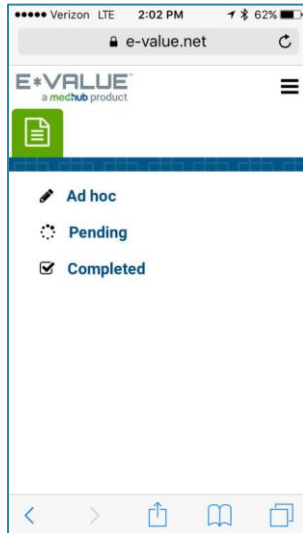 Verizon LTE 2:02 PM 62%
e-value.net
E*VALUE
a medhub product
Ad hoc
Pending
Completed